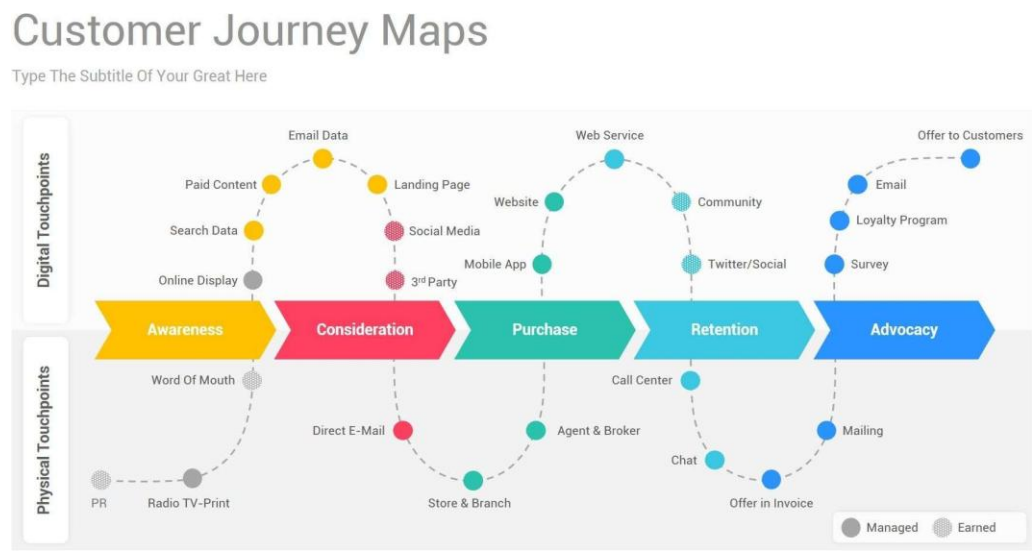 Customer Journey Maps
Type The Subtitle Of Your Great Here
Digital Touchpoints
Email Data
Web Service
Offer to Customers
Paid Content
Landing Page
Email
Website
Community
Search Data
Social Media
Loyalty Program
Mobile App
Twitter/Social
Survey
Online Display
3rd Party
Awareness
Consideration
Purchase
Retention
Advocacy
Physical Touchpoints
Word Of Mouth
Call Center
Direct E-Mail
Agent & Broker
Mailing
Chat
PR
Radio TV-Print
Store & Branch
Offer in Invoice
Managed
Earned